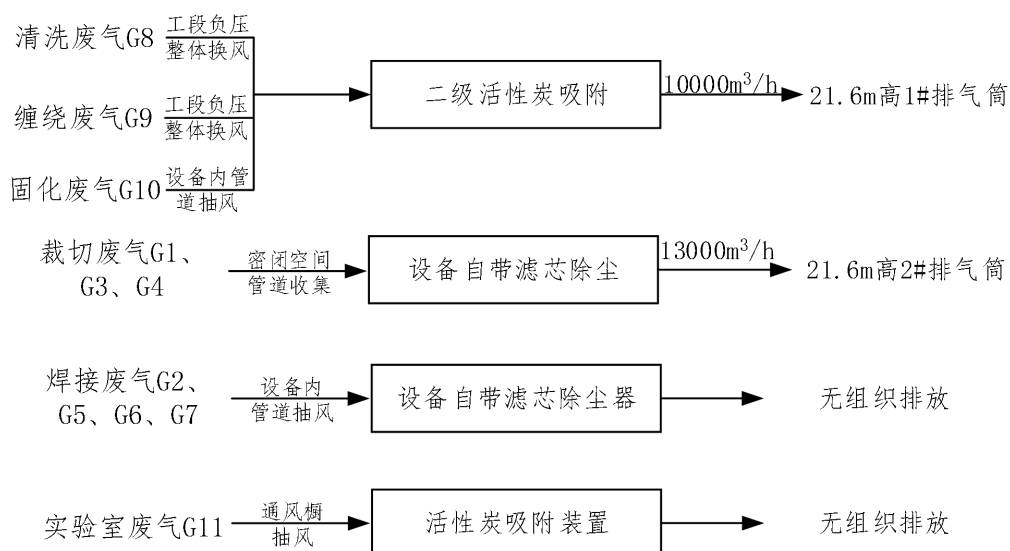 清洗废气G8
工段负压
整体换风
缠绕废气G9
工段负压
整体换风
固化废气G10
设备内管
道抽风
二级活性炭吸附
10000m³/h
21.6m高1#排气筒
裁切废气G1、
G3、G4
密闭空间
管道收集
设备自带滤芯除尘
13000m³/h
21.6m高2#排气筒
焊接废气G2、
G5、G6、G7
设备内
管道抽风
设备自带滤芯除尘器
无组织排放
实验室废气G11
通风橱
抽风
活性炭吸附装置
无组织排放